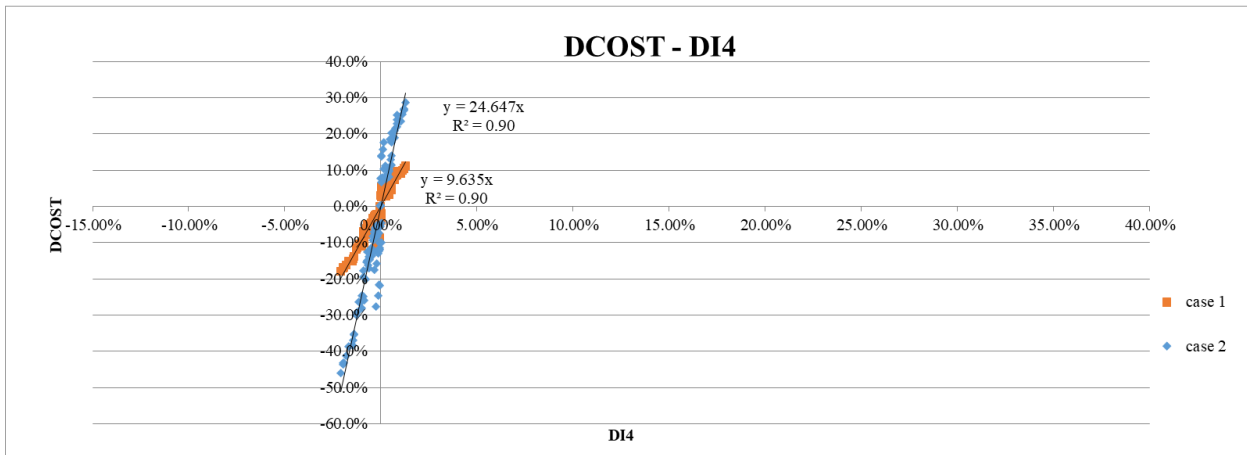 DCOST - DI4
40.0%
30.0%
y = 24.647x
R² = 0.90
20.0%
10.0%
y = 9.635x
R² = 0.90
0.0%
-15.00% -10.00% -5.00% 0.00% 5.00% 10.00% 15.00% 20.00% 25.00% 30.00% 35.00% 40.00%
DCOST
-10.0%
-20.0%
-30.0%
-40.0%
-50.0%
-60.0%
DI4
case 1
case 2